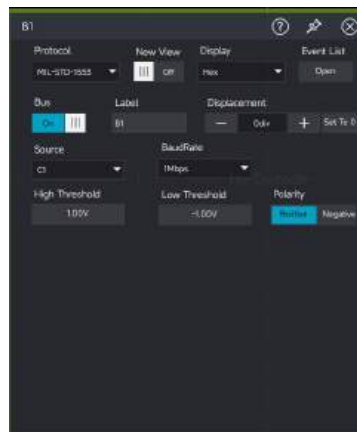 B1
Protocol New View Display Event List
MIL-STD-1553 Off Hex Open
Bus Label Displacement
On B1 0div Set To 0
Source BaudRate
C1 1Mbps
High Threshold Low Threshold Polarity
1.00V -1.00V Positive Negative